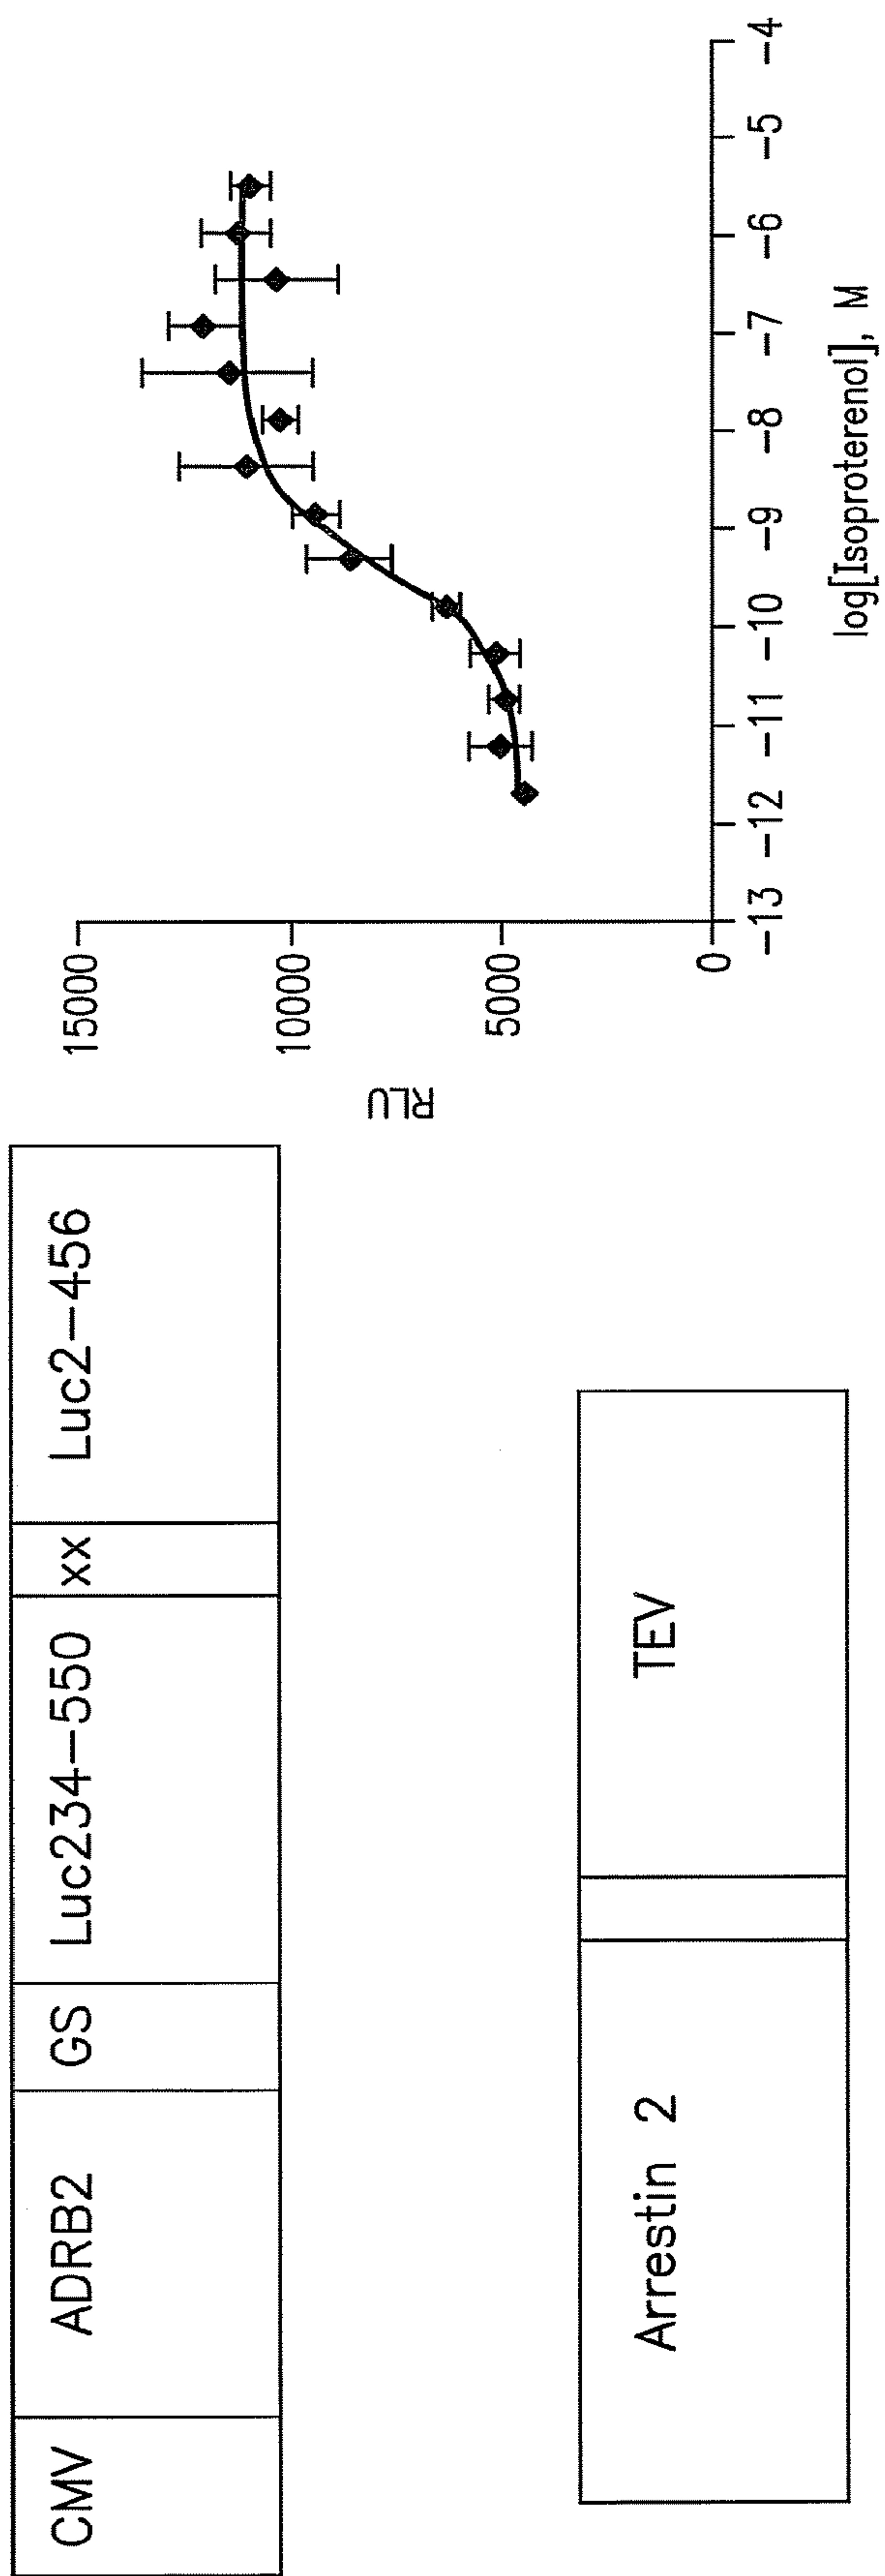 CMV ADRB2 GS Luc234-550 xx Luc2-456
Arrestin 2 TEV
RLU
15000
10000
5000
0
-13 -12 -11 -10 -9 -8 -7 -6 -5 -4
log[Isoproterenol], M